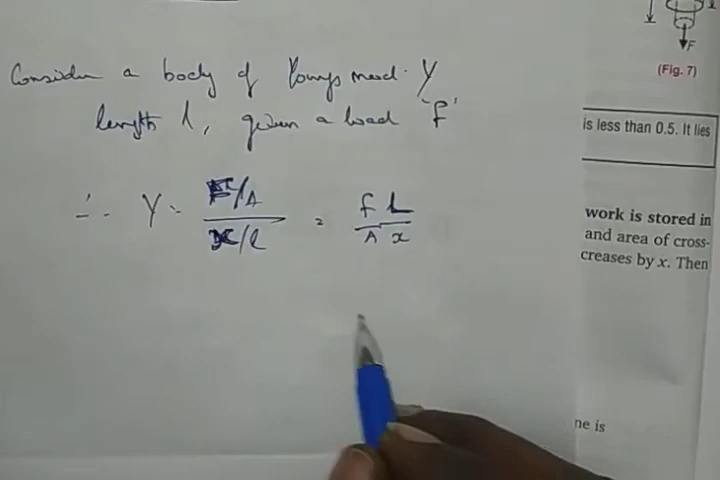 Consider a body of Youngs mod. Y
length l, given a load 'F'
∴ Y = F/A / x/l = F L / A x
F
(Fig. 7)
is less than 0.5. It lies
work is stored in
and area of cross-
creases by x. Then
ne is